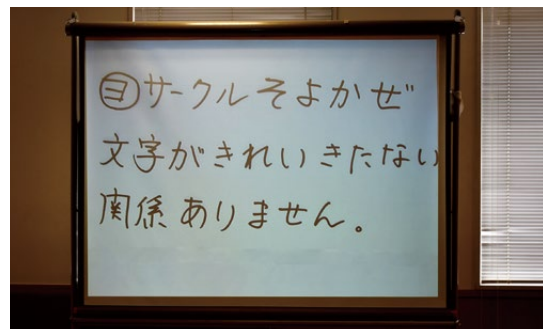 ヨサークルそよかぜ
文字がきれいきたない
関係ありません。